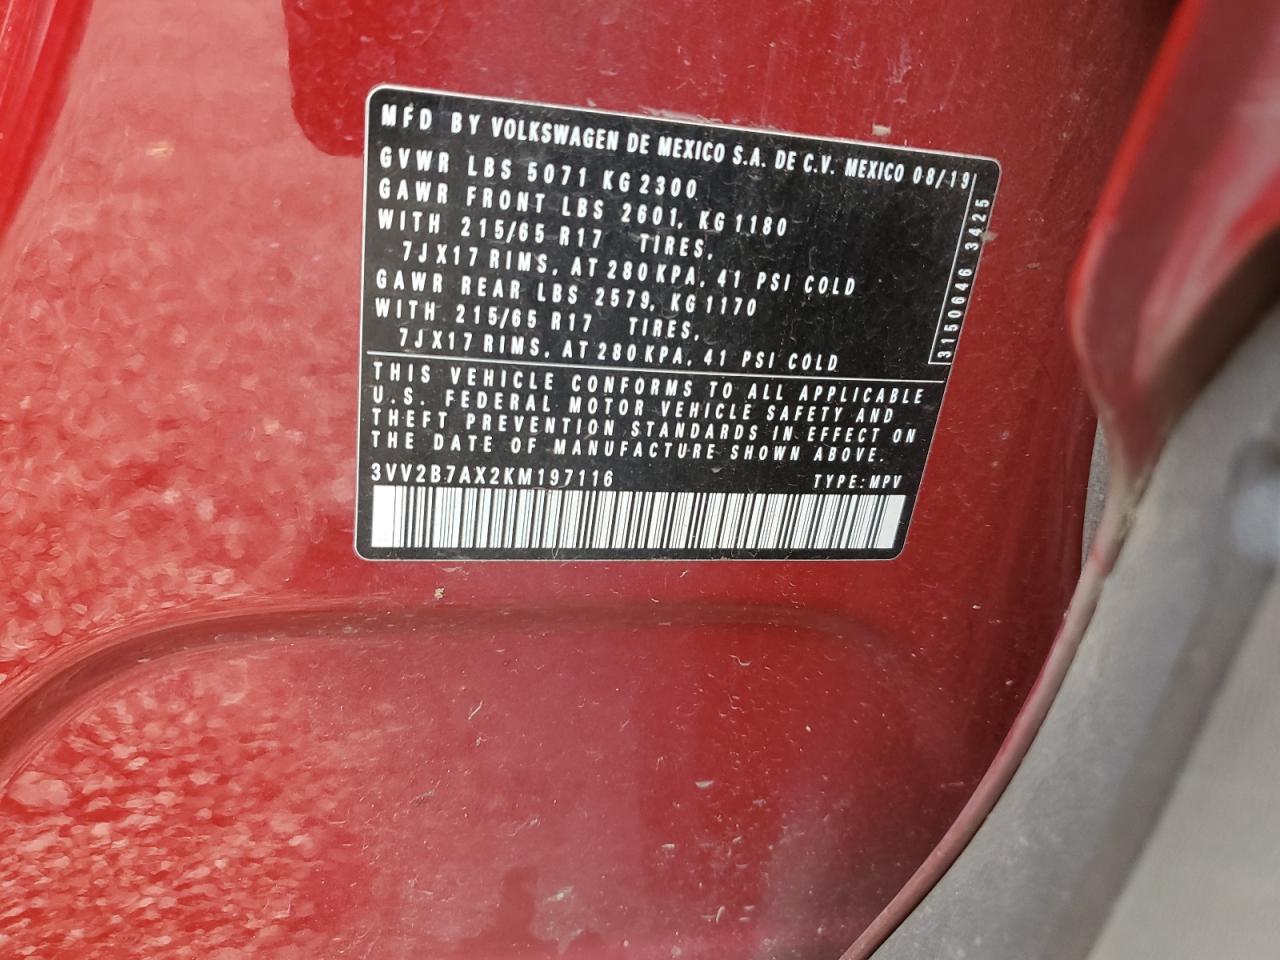 MFD BY VOLKSWAGEN DE MEXICO S.A. DE C.V. MEXICO 08/19
GVWR LBS 5071 KG 2300
GAWR FRONT LBS 2601, KG 1180
WITH 215/65 R17 TIRES,
7JX17 RIMS, AT 280 KPA, 41 PSI COLD
GAWR REAR LBS 2579, KG 1170
WITH 215/65 R17 TIRES,
7JX17 RIMS, AT 280 KPA, 41 PSI COLD
3150646 3425
THIS VEHICLE CONFORMS TO ALL APPLICABLE
U.S. FEDERAL MOTOR VEHICLE SAFETY AND
THEFT PREVENTION STANDARDS IN EFFECT ON
THE DATE OF MANUFACTURE SHOWN ABOVE.
3VV2B7AX2KM197116 TYPE: MPV